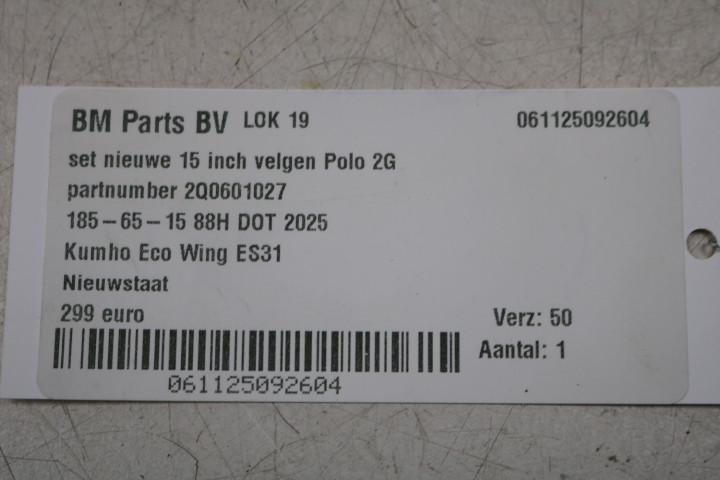 BM Parts BV LOK 19 061125092604
set nieuwe 15 inch velgen Polo 2G
partnumber 2Q0601027
185-65-15 88H DOT 2025
Kumho Eco Wing ES31
Nieuwstaat
299 euro Verz: 50
Aantal: 1
061125092604